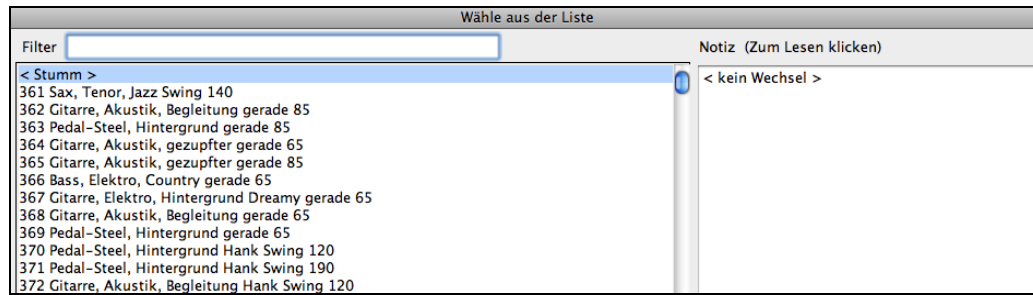 Wähle aus der Liste
Filter
Notiz (Zum Lesen klicken)
< Stumm >
361 Sax, Tenor, Jazz Swing 140
362 Gitarre, Akustik, Begleitung gerade 85
363 Pedal-Steel, Hintergrund gerade 85
364 Gitarre, Akustik, gezupfter gerade 65
365 Gitarre, Akustik, gezupfter gerade 85
366 Bass, Elektro, Country gerade 65
367 Gitarre, Elektro, Hintergrund Dreamy gerade 65
368 Gitarre, Akustik, Begleitung gerade 65
369 Pedal-Steel, Hintergrund gerade 65
370 Pedal-Steel, Hintergrund Hank Swing 120
371 Pedal-Steel, Hintergrund Hank Swing 190
372 Gitarre, Akustik, Begleitung Hank Swing 120
< kein Wechsel >